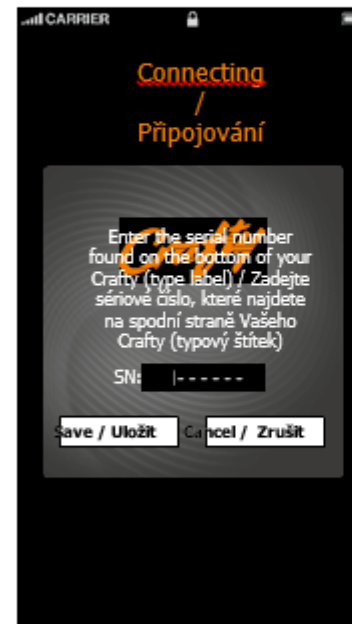 CARRIER
Connecting
/
Připojování
Crafty
Enter the serial number
found on the bottom of your
Crafty (type label) / Zadejte
sériové číslo, které najdete
na spodní straně Vašeho
Crafty (typový štítek)
SN: |------
Save / Uložit Cancel / Zrušit